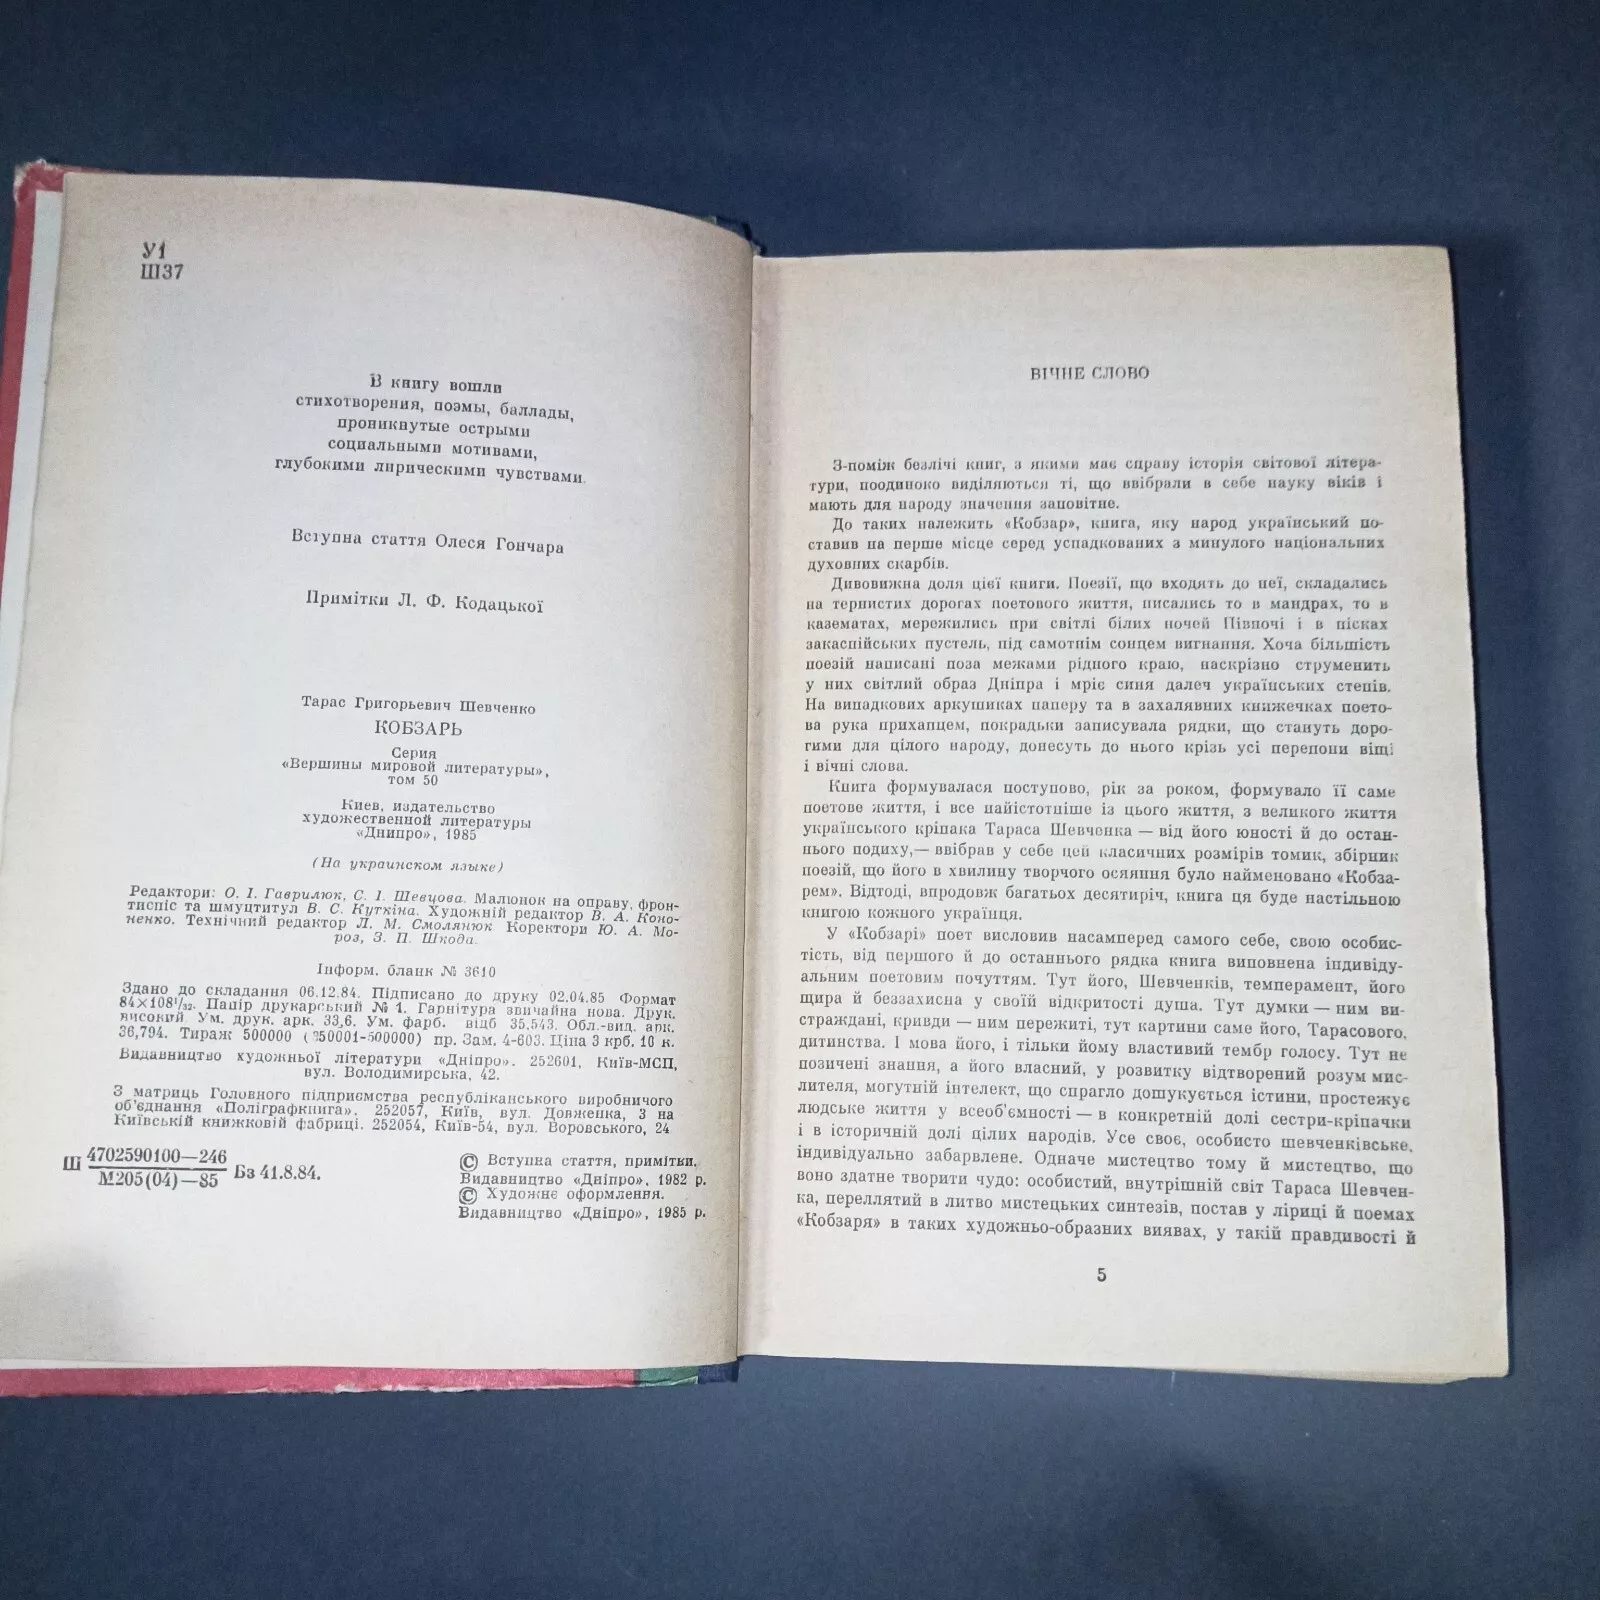 У1
Ш37
В книгу вошли
стихотворения, поэмы, баллады,
проникнутые острыми
социальными мотивами,
глубокими лирическими чувствами.
Вступна стаття Олеся Гончара
Примітки Л. Ф. Кодацької
Тарас Григорьевич Шевченко
КОБЗАРЬ
Серия
«Вершины мировой литературы»,
том 50
Киев, издательство
художественной литературы
«Днипро», 1985
(На украинском языке)
Редактори: О. І. Гаврилюк, С. І. Шевцова. Малюнок на оправу, фрон-
тиспіс та шмуцтитул В. С. Куткіна. Художній редактор В. А. Коно-
ненко. Технічний редактор Л. М. Смолянюк Коректори Ю. А. Мо-
роз, З. П. Шкода.
Інформ. бланк № 3610
Здано до складання 06.12.84. Підписано до друку 02.04.85 Формат
84×108¹/₃₂. Папір друкарський № 1. Гарнітура звичайна нова. Друк.
високий Ум. друк. арк. 33,6. Ум. фарб. відб 35,543. Обл.-вид. арк.
36,794. Тираж 500000 (350001-500000) пр. Зам. 4-603. Ціна 3 крб. 10 к.
Видавництво художньої літератури «Дніпро». 252601, Київ-МСП,
вул. Володимирська, 42.
З матриць Головного підприємства республіканського виробничого
об'єднання «Поліграфкнига». 252057, Київ, вул. Довженка, 3 на
Київській книжковій фабриці. 252054, Київ-54, вул. Воровського, 24
Ш 4702590100—246 Бз 41.8.84.
М205(04)—85
© Вступна стаття, примітки.
Видавництво «Дніпро», 1982 р.
© Художнє оформлення.
Видавництво «Дніпро», 1985 р.
ВІЧНЕ СЛОВО
З-поміж безлічі книг, з якими має справу історія світової літера-
тури, поодиноко виділяються ті, що ввібрали в себе науку віків і
мають для народу значення заповітне.
До таких належить «Кобзар», книга, яку народ український по-
ставив на перше місце серед успадкованих з минулого національних
духовних скарбів.
Дивовижна доля цієї книги. Поезії, що входять до неї, складались
на тернистих дорогах поетового життя, писались то в мандрах, то в
казематах, мережились при світлі білих ночей Півночі і в пісках
закаспійських пустель, під самотнім сонцем вигнання. Хоча більшість
поезій написані поза межами рідного краю, наскрізно струменить
у них світлий образ Дніпра і мріє синя далеч українських степів.
На випадкових аркушиках паперу та в захалявних книжечках поето-
ва рука прихапцем, покрадьки записувала рядки, що стануть доро-
гими для цілого народу, донесуть до нього крізь усі перепони віщі
і вічні слова.
Книга формувалася поступово, рік за роком, формувало її саме
поетове життя, і все найістотніше із цього життя, з великого життя
українського кріпака Тараса Шевченка — від його юності й до остан-
нього подиху,— ввібрав у себе цей класичних розмірів томик, збірник
поезій, що його в хвилину творчого осяяння було найменовано «Кобза-
рем». Відтоді, впродовж багатьох десятиріч, книга ця буде настільною
книгою кожного українця.
У «Кобзарі» поет висловив насамперед самого себе, свою особис-
тість, від першого й до останнього рядка книга виповнена індивіду-
альним поетовим почуттям. Тут його, Шевченків, темперамент, його
щира й беззахисна у своїй відкритості душа. Тут думки — ним ви-
страждані, кривди — ним пережиті, тут картини саме його, Тарасового,
дитинства. І мова його, і тільки йому властивий тембр голосу. Тут не
позичені знання, а його власний, у розвитку відтворений розум мис-
лителя, могутній інтелект, що спрагло дошукується істини, простежує
людське життя у всеоб'ємності — в конкретній долі сестри-кріпачки
і в історичній долі цілих народів. Усе своє, особисто шевченківське,
індивідуально забарвлене. Одначе мистецтво тому й мистецтво, що
воно здатне творити чудо: особистий, внутрішній світ Тараса Шевчен-
ка, переллятий в литво мистецьких синтезів, постав у ліриці й поемах
«Кобзаря» в таких художньо-образних виявах, у такій правдивості й
5